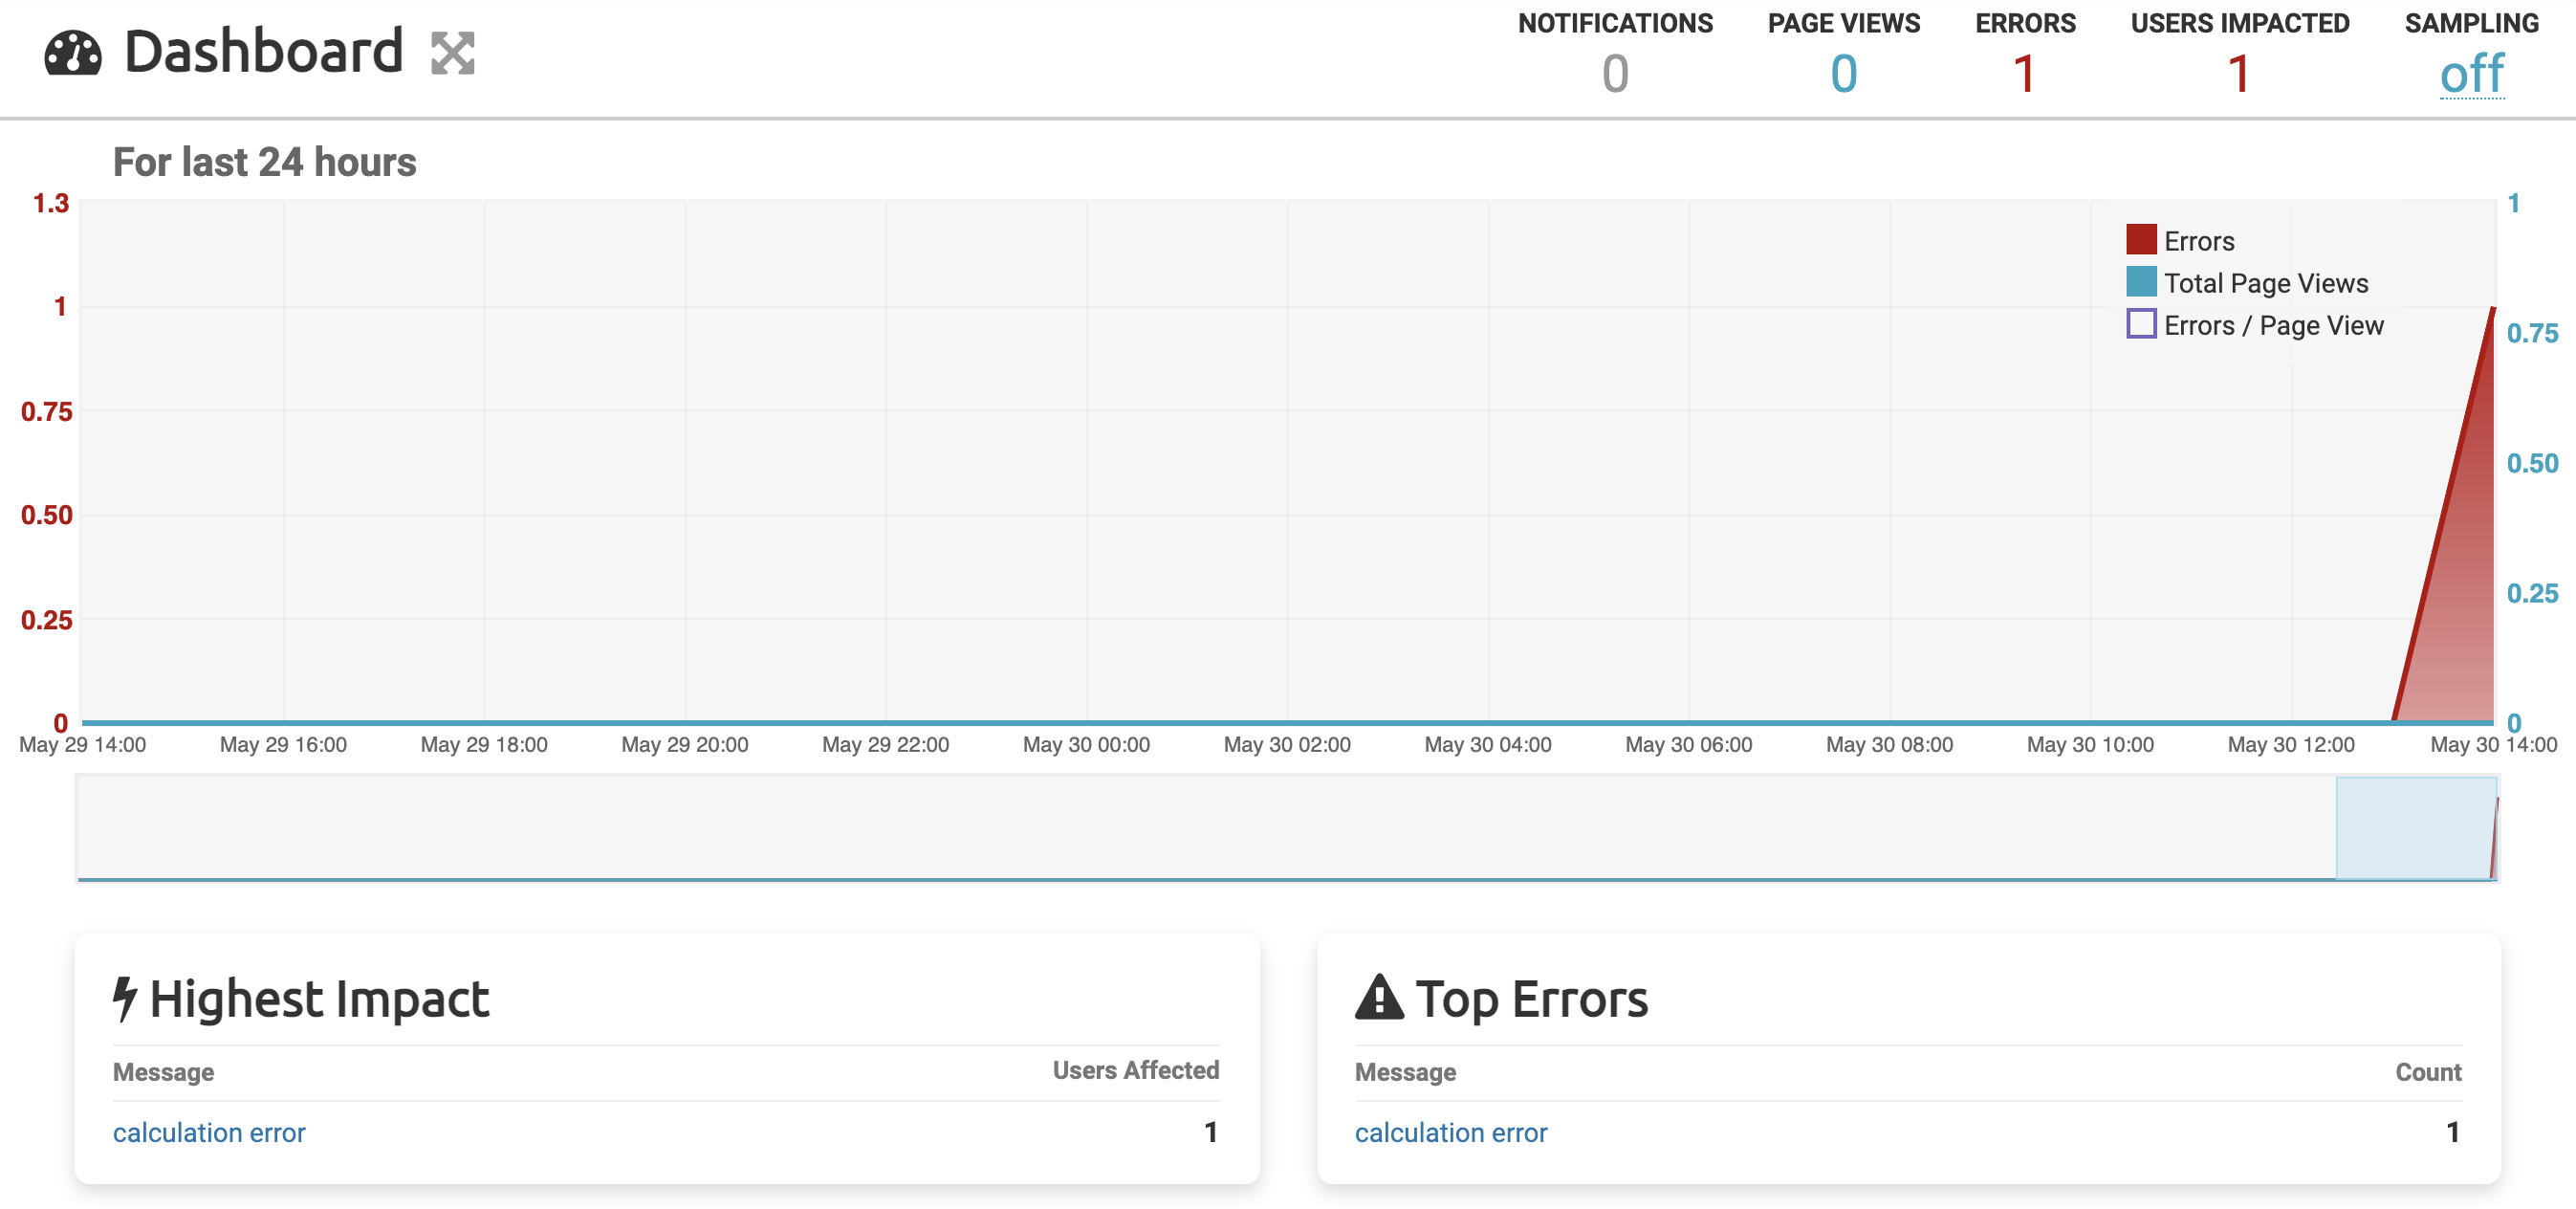 Dashboard
NOTIFICATIONS PAGE VIEWS ERRORS USERS IMPACTED SAMPLING
0 0 1 1 off
For last 24 hours
1.3
1
0.75
0.50
0.25
0
1
0.75
0.50
0.25
0
Errors
Total Page Views
Errors / Page View
May 29 14:00 May 29 16:00 May 29 18:00 May 29 20:00 May 29 22:00 May 30 00:00 May 30 02:00 May 30 04:00 May 30 06:00 May 30 08:00 May 30 10:00 May 30 12:00 May 30 14:00
Highest Impact
Message Users Affected
calculation error 1
Top Errors
Message Count
calculation error 1